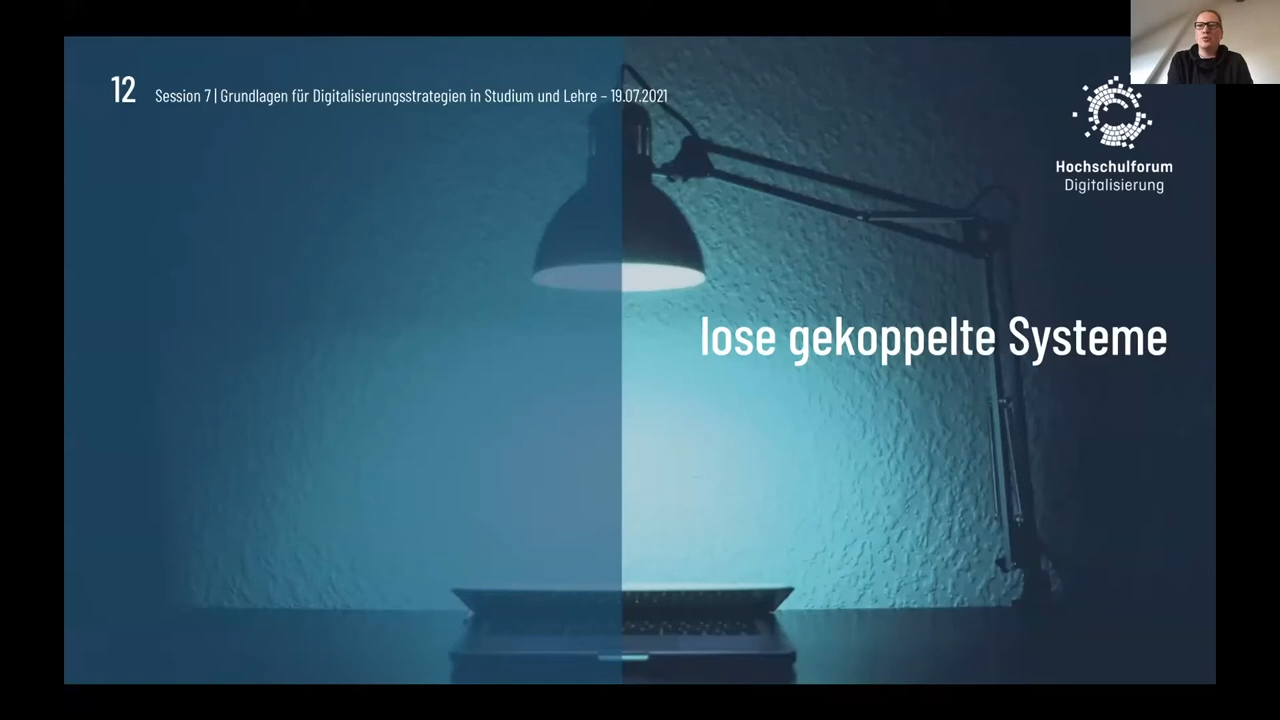 12
Session 7 | Grundlagen für Digitalisierungsstrategien in Studium und Lehre – 19.07.2021
Hochschulforum
Digitalisierung
lose gekoppelte Systeme